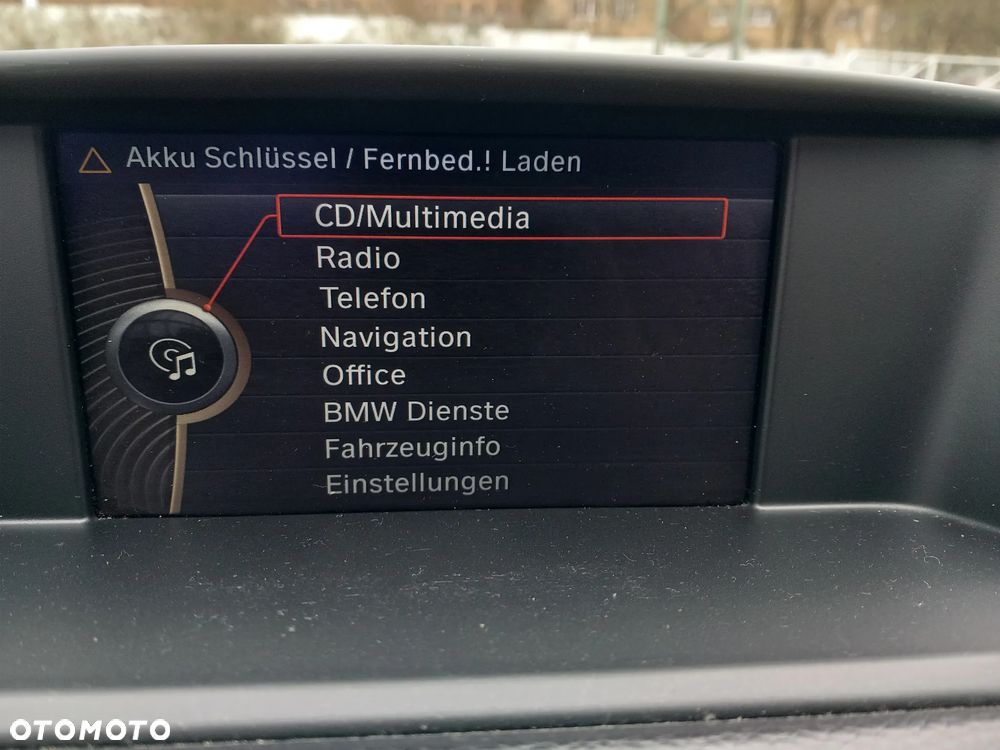 Akku Schlüssel / Fernbed.! Laden
CD/Multimedia
Radio
Telefon
Navigation
Office
BMW Dienste
Fahrzeuginfo
Einstellungen
OTOMOTO